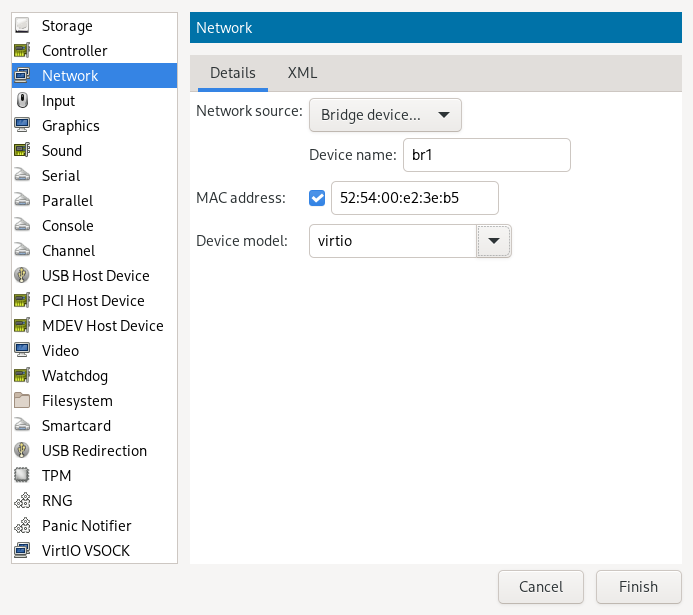 Storage
Controller
Network
Input
Graphics
Sound
Serial
Parallel
Console
Channel
USB Host Device
PCI Host Device
MDEV Host Device
Video
Watchdog
Filesystem
Smartcard
USB Redirection
TPM
RNG
Panic Notifier
VirtIO VSOCK
Network
Details XML
Network source: Bridge device...
Device name: br1
MAC address: 52:54:00:e2:3e:b5
Device model: virtio
Cancel Finish